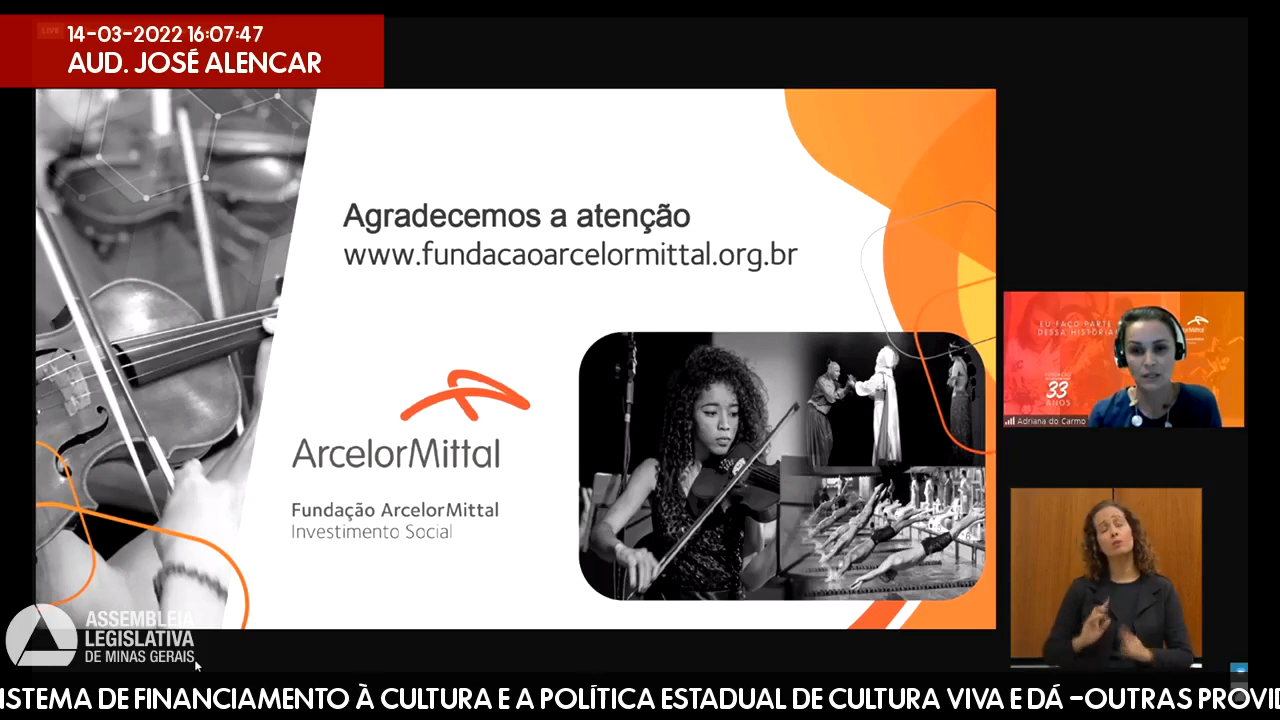 LIVE
14-03-2022 16:07:47
AUD. JOSÉ ALENCAR
Agradecemos a atenção
www.fundacaoarcelormittal.org.br
ArcelorMittal
Fundação ArcelorMittal
Investimento Social
EU FAÇO PARTE
DESSA HISTÓRIA!
33
ANOS
Adriana do Carmo
ASSEMBLEIA
LEGISLATIVA
DE MINAS GERAIS
ISTEMA DE FINANCIAMENTO À CULTURA E A POLÍTICA ESTADUAL DE CULTURA VIVA E DÁ -OUTRAS PROVID